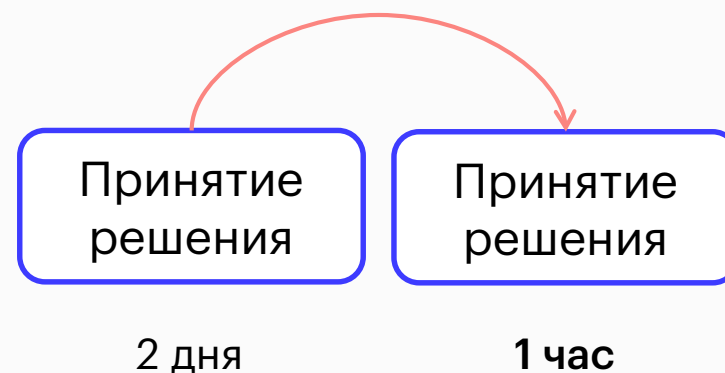 Принятие
решения
Принятие
решения
2 дня
1 час